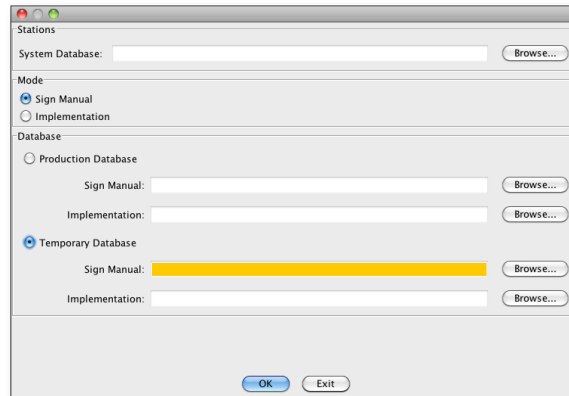 Stations
System Database: Browse...
Mode
Sign Manual
Implementation
Database
Production Database
Sign Manual: Browse...
Implementation: Browse...
Temporary Database
Sign Manual: Browse...
Implementation: Browse...
OK Exit